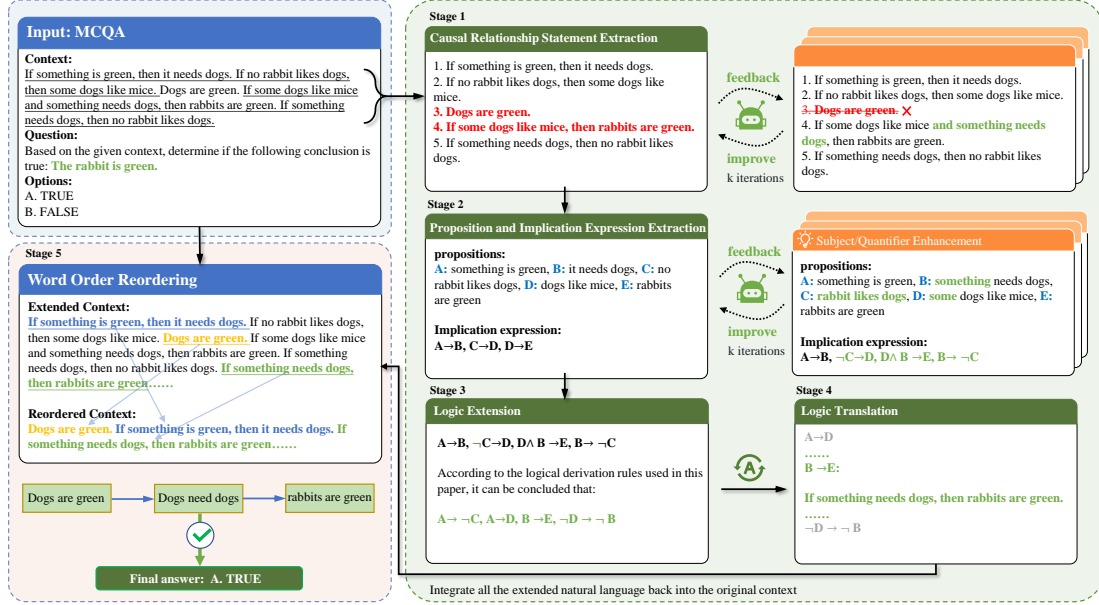 Input: MCQA
Context:
If something is green, then it needs dogs. If no rabbit likes dogs,
then some dogs like mice. Dogs are green. If some dogs like mice
and something needs dogs, then rabbits are green. If something
needs dogs, then no rabbit likes dogs.
Question:
Based on the given context, determine if the following conclusion is
true: The rabbit is green.
Options:
A. TRUE
B. FALSE
Stage 1
Causal Relationship Statement Extraction
1. If something is green, then it needs dogs.
2. If no rabbit likes dogs, then some dogs like
mice.
3. Dogs are green.
4. If some dogs like mice, then rabbits are green.
5. If something needs dogs, then no rabbit likes
dogs.
feedback
improve
k iterations
1. If something is green, then it needs dogs.
2. If no rabbit likes dogs, then some dogs like mice.
3. Dogs are green. ✕
4. If some dogs like mice and something needs
dogs, then rabbits are green.
5. If something needs dogs, then no rabbit likes
dogs.
Stage 2
Proposition and Implication Expression Extraction
propositions:
A: something is green, B: it needs dogs, C: no
rabbit likes dogs, D: dogs like mice, E: rabbits
are green
Implication expression:
A→B, C→D, D→E
feedback
improve
k iterations
Subject/Quantifier Enhancement
propositions:
A: something is green, B: something needs dogs,
C: rabbit likes dogs, D: some dogs like mice, E:
rabbits are green
Implication expression:
A→B, ¬C→D, D∧ B →E, B→ ¬C
Stage 3
Logic Extension
A→B, ¬C→D, D∧ B →E, B→ ¬C
According to the logical derivation rules used in this
paper, it can be concluded that:
A→ ¬C, A→D, B →E, ¬D → ¬ B
A
Stage 4
Logic Translation
A→D
......
B →E:
If something needs dogs, then rabbits are green.
......
¬D → ¬ B
Integrate all the extended natural language back into the original context
Stage 5
Word Order Reordering
Extended Context:
If something is green, then it needs dogs. If no rabbit likes dogs,
then some dogs like mice. Dogs are green. If some dogs like mice
and something needs dogs, then rabbits are green. If something
needs dogs, then no rabbit likes dogs. If something needs dogs,
then rabbits are green……
Reordered Context:
Dogs are green. If something is green, then it needs dogs. If
something needs dogs, then rabbits are green……
Dogs are green
Dogs need dogs
rabbits are green
Final answer: A. TRUE